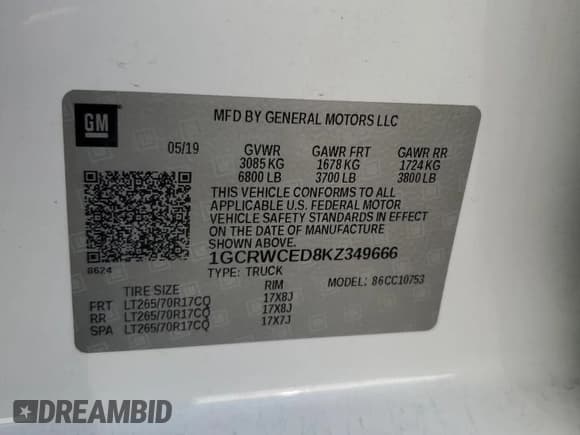 GM
MFD BY GENERAL MOTORS LLC
05/19 GVWR GAWR FRT GAWR RR
3085 KG 1678 KG 1724 KG
6800 LB 3700 LB 3800 LB
THIS VEHICLE CONFORMS TO ALL
APPLICABLE U.S. FEDERAL MOTOR
VEHICLE SAFETY STANDARDS IN EFFECT
ON THE DATE OF MANUFACTURE
SHOWN ABOVE.
8624
1GCRWCED8KZ349666
TYPE: TRUCK
MODEL: 86CC10753
TIRE SIZE RIM
FRT LT265/70R17CQ 17X8J
RR LT265/70R17CQ 17X8J
SPA LT265/70R17CQ 17X7J
DREAMBID